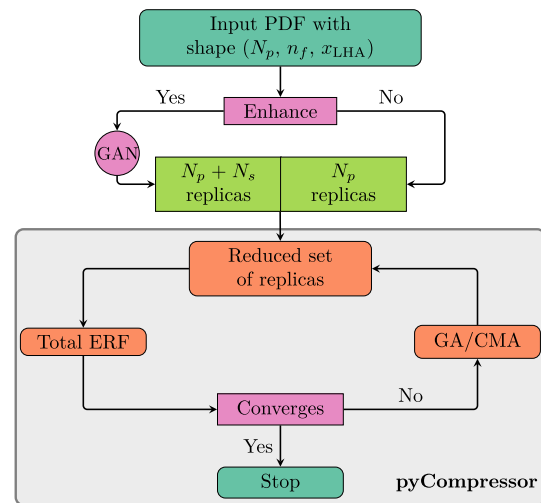 Input PDF with
shape (N_p, n_f, x_LHA)
Yes
No
Enhance
GAN
N_p + N_s
replicas
N_p
replicas
Reduced set
of replicas
Total ERF
GA/CMA
Converges
No
Yes
Stop
pyCompressor